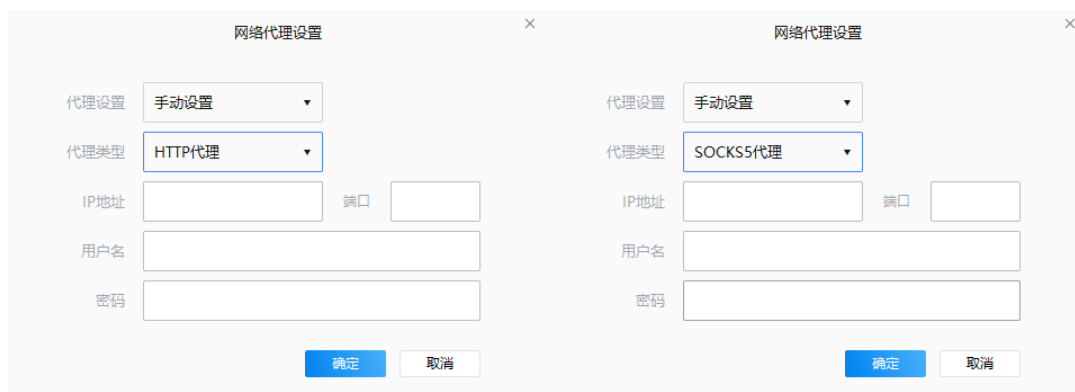 网络代理设置
×
代理设置
手动设置
▼
代理类型
HTTP代理
▼
IP地址
端口
用户名
密码
确定
取消
网络代理设置
×
代理设置
手动设置
▼
代理类型
SOCKS5代理
▼
IP地址
端口
用户名
密码
确定
取消